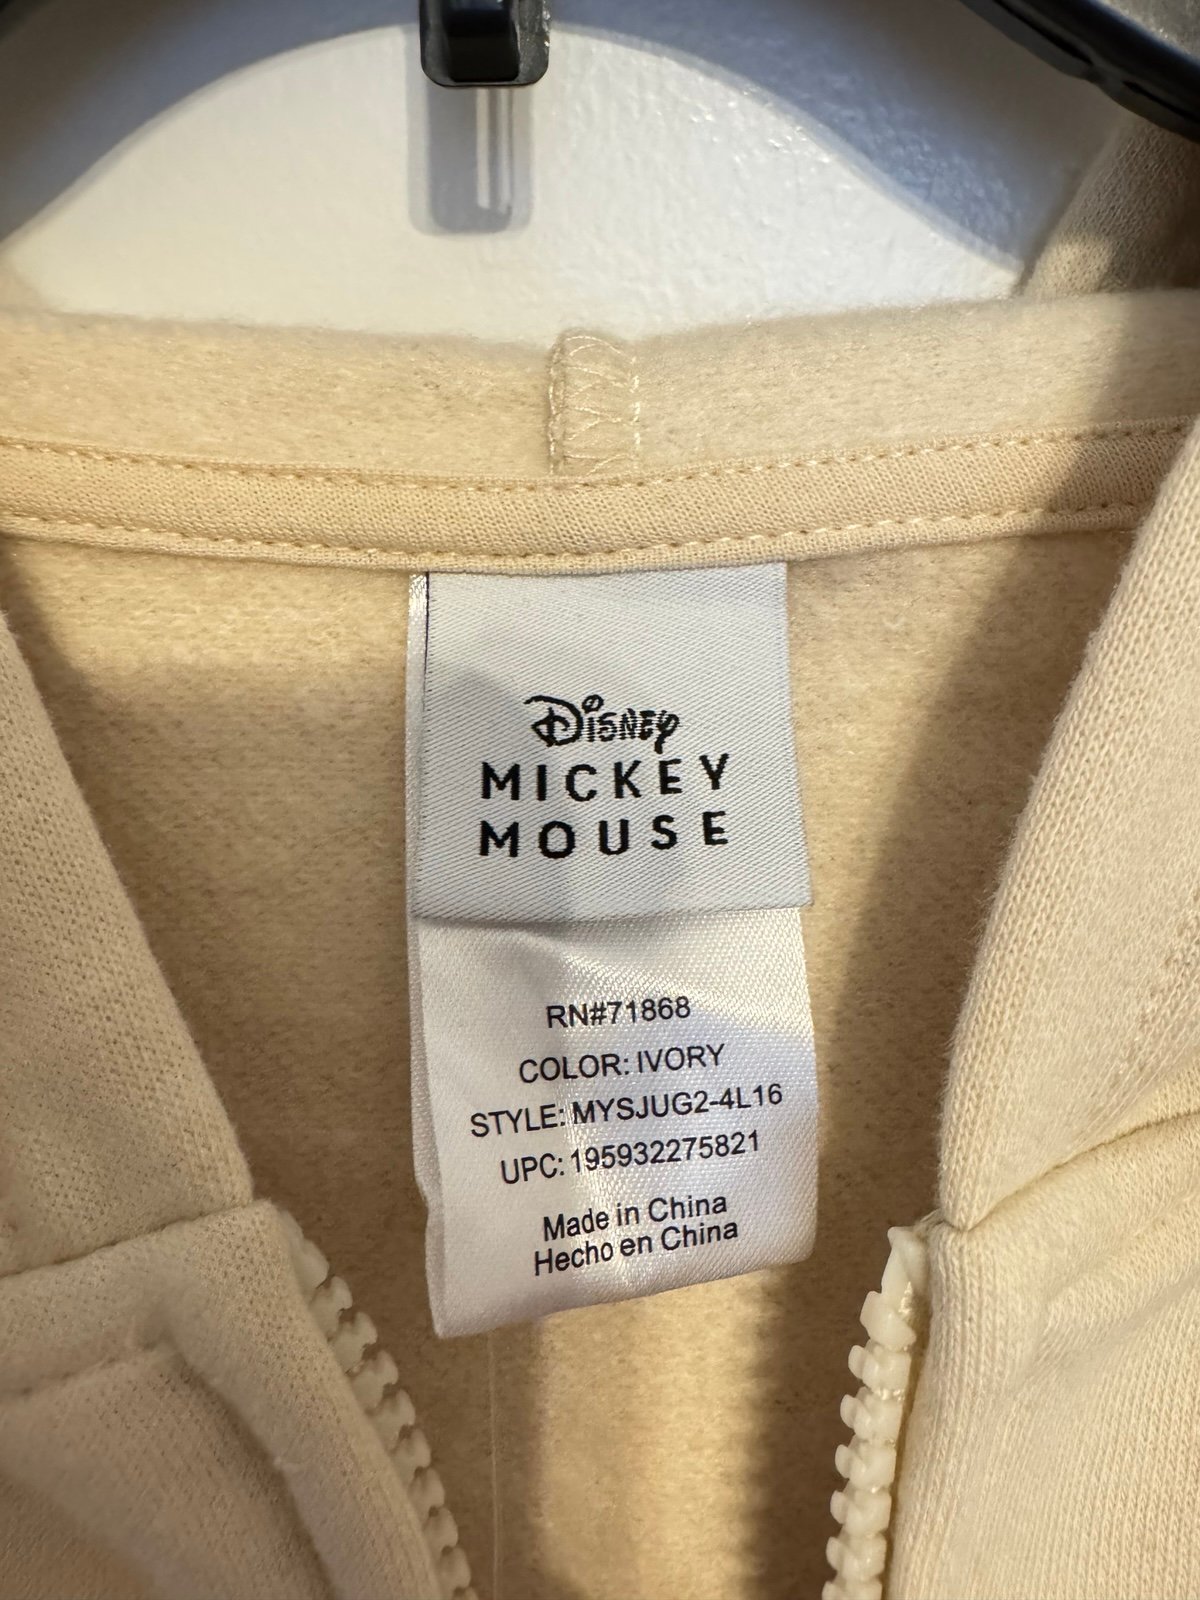 Disney
MICKEY
MOUSE
RN#71868
COLOR: IVORY
STYLE: MYSJUG2-4L16
UPC: 195932275821
Made in China
Hecho en China